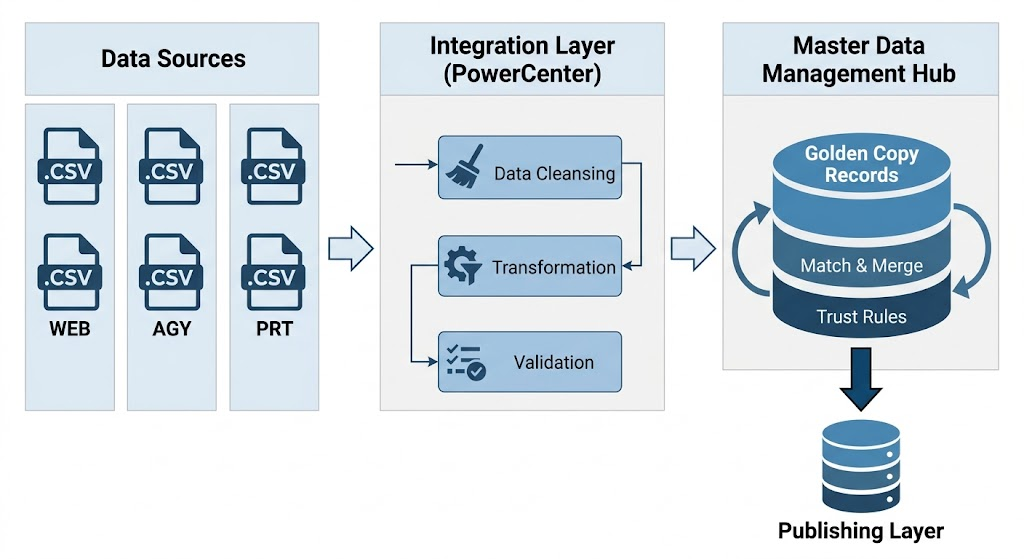 Data Sources
.CSV
.CSV
.CSV
.CSV
.CSV
.CSV
WEB
AGY
PRT
Integration Layer
(PowerCenter)
Data Cleansing
Transformation
Validation
Master Data
Management Hub
Golden Copy
Records
Match & Merge
Trust Rules
Publishing Layer